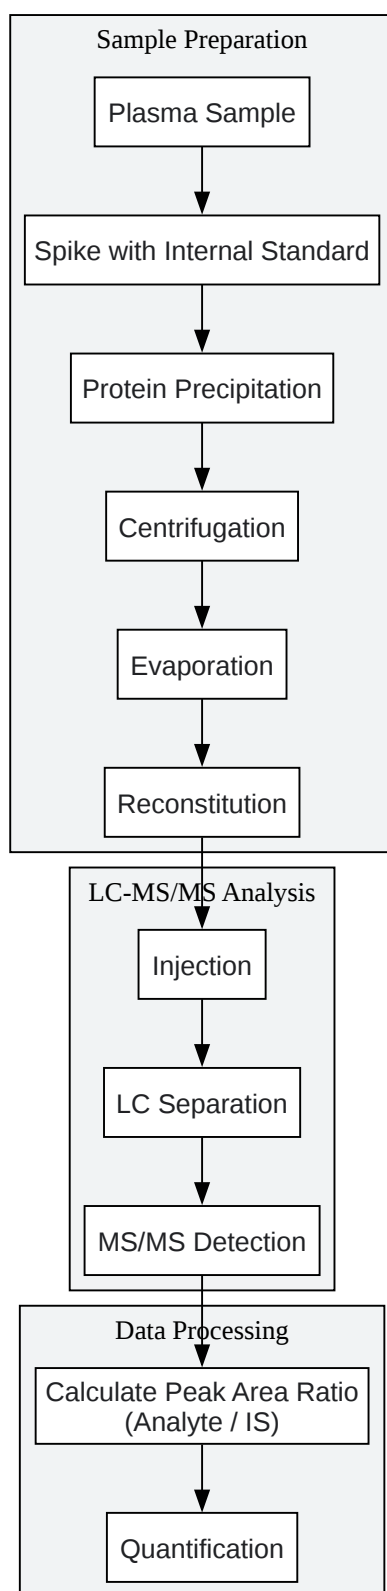 Sample Preparation
Plasma Sample
Spike with Internal Standard
Protein Precipitation
Centrifugation
Evaporation
Reconstitution
LC-MS/MS Analysis
Injection
LC Separation
MS/MS Detection
Data Processing
Calculate Peak Area Ratio
(Analyte / IS)
Quantification